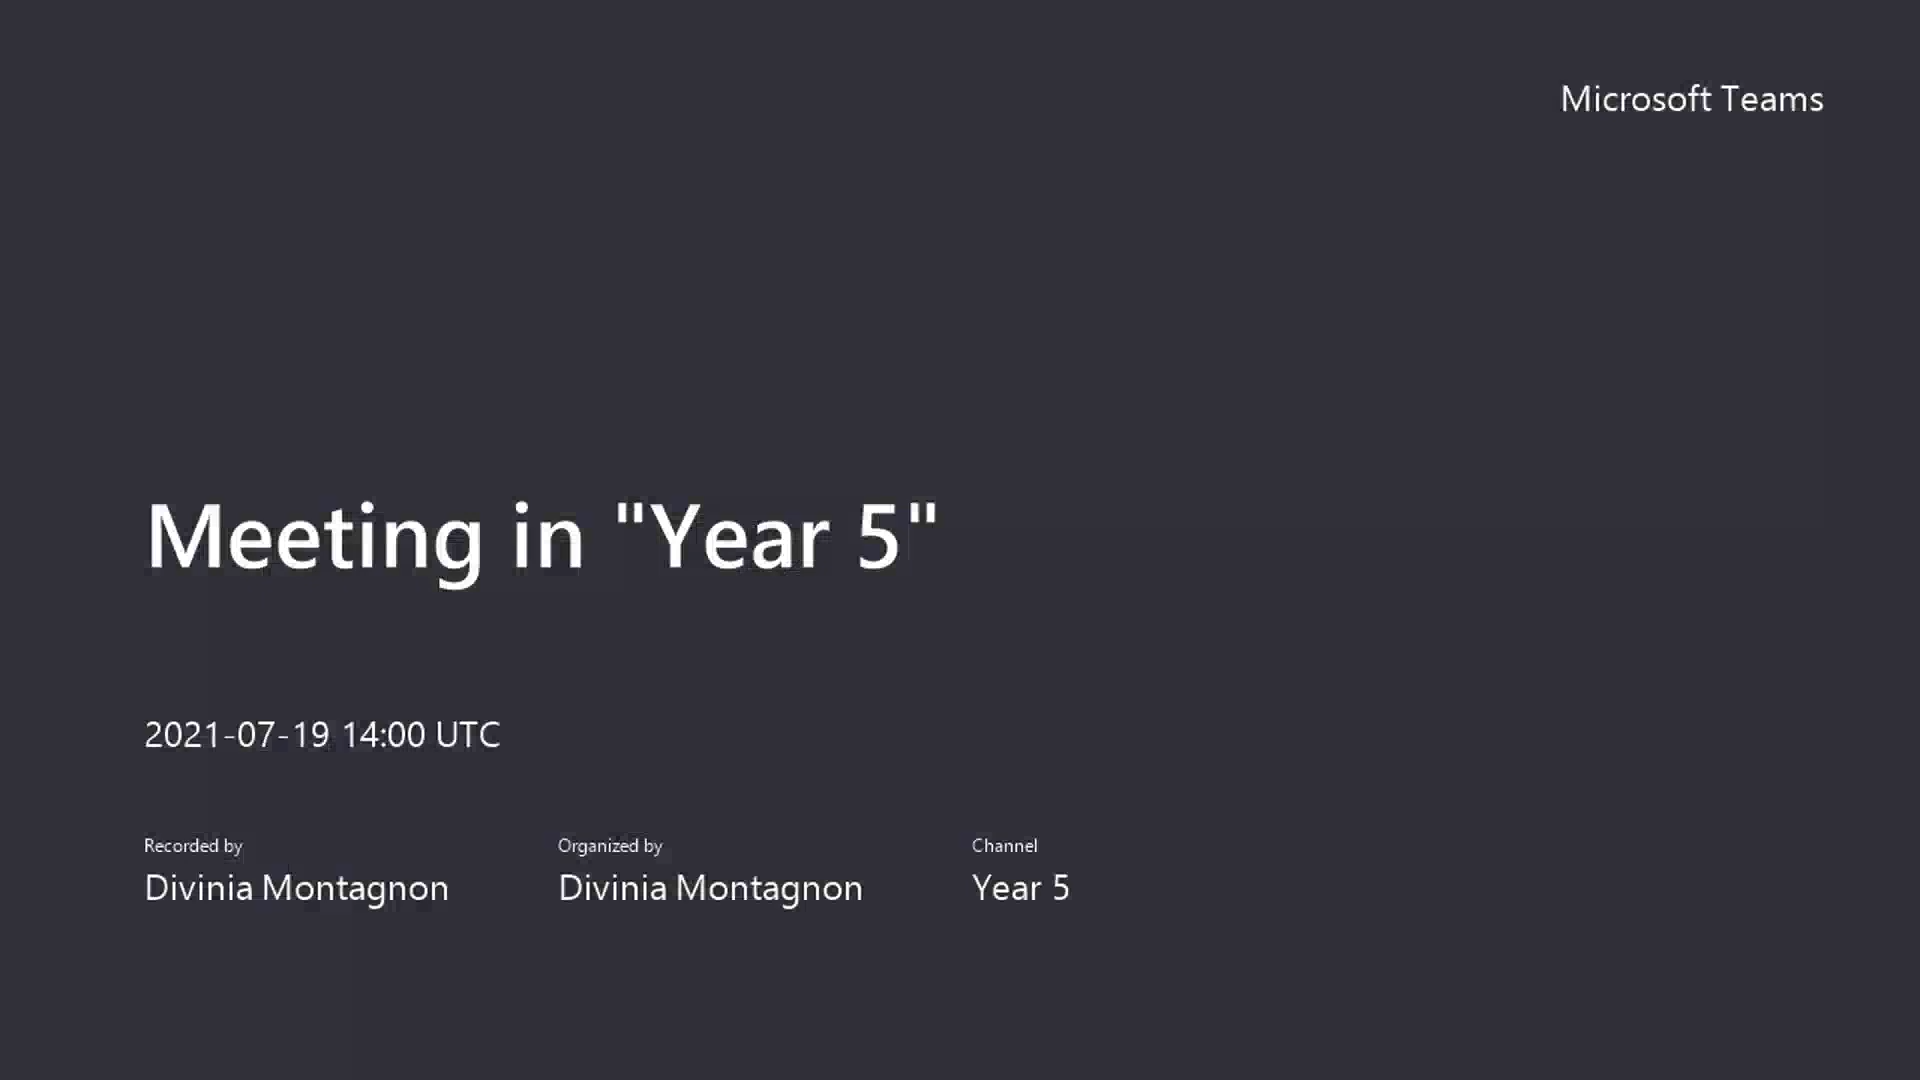 Microsoft Teams
Meeting in "Year 5"
2021-07-19 14:00 UTC
Recorded by
Divinia Montagnon
Organized by
Divinia Montagnon
Channel
Year 5